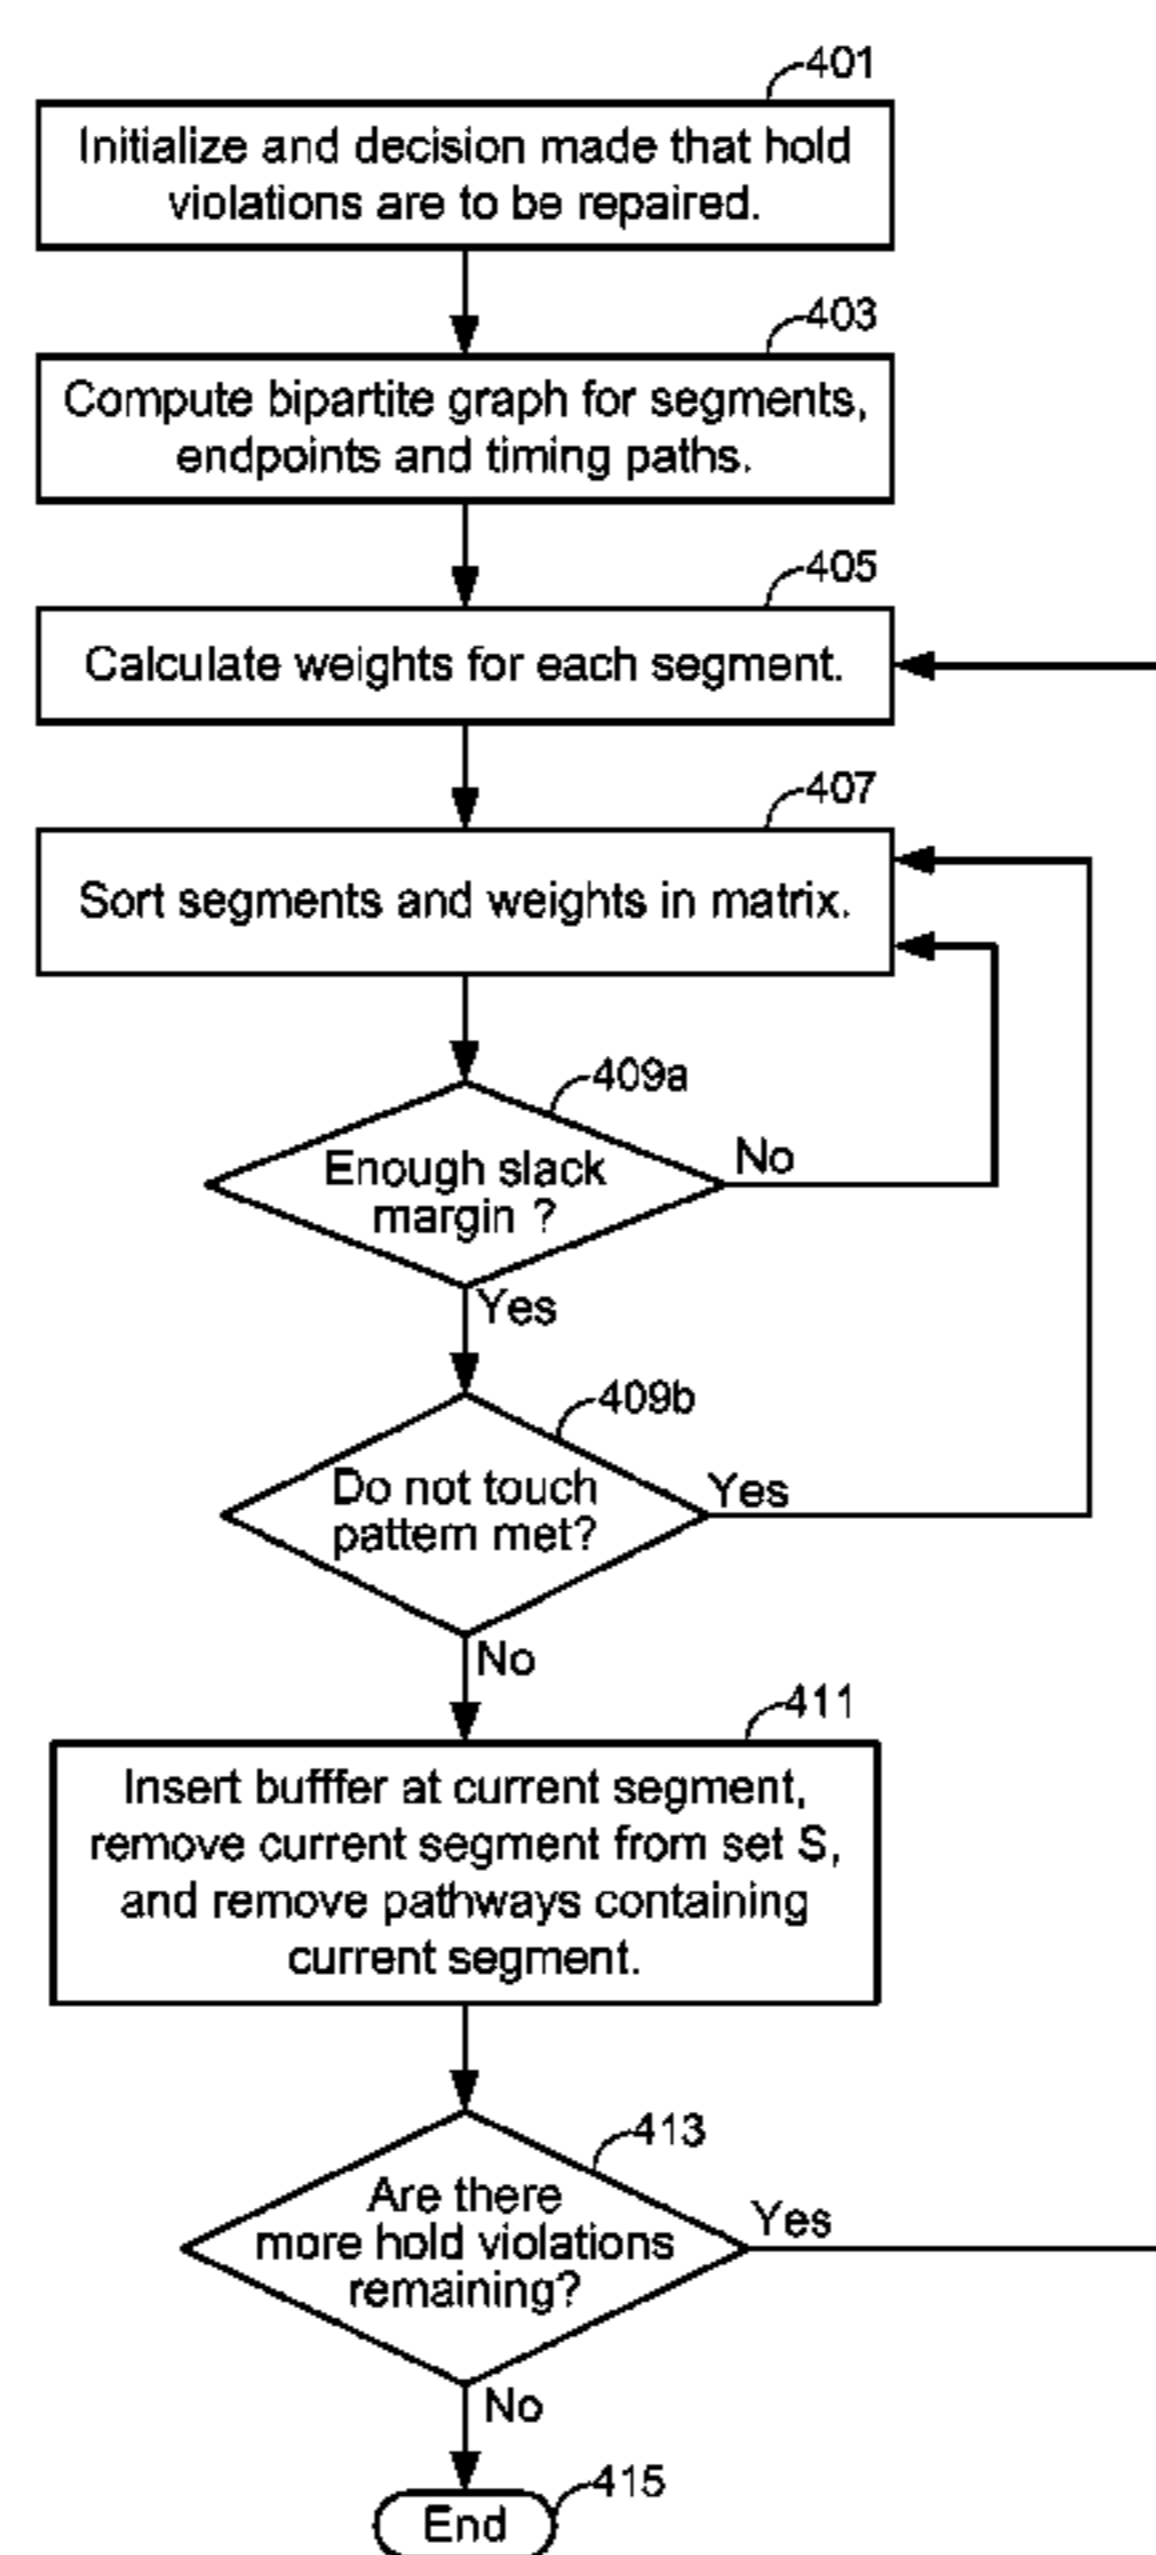 401
Initialize and decision made that hold
violations are to be repaired.
403
Compute bipartite graph for segments,
endpoints and timing paths.
405
Calculate weights for each segment.
407
Sort segments and weights in matrix.
409a
Enough slack
margin ?
No
Yes
409b
Do not touch
pattern met?
Yes
No
411
Insert bufffer at current segment,
remove current segment from set S,
and remove pathways containing
current segment.
413
Are there
more hold violations
remaining?
Yes
No
415
End